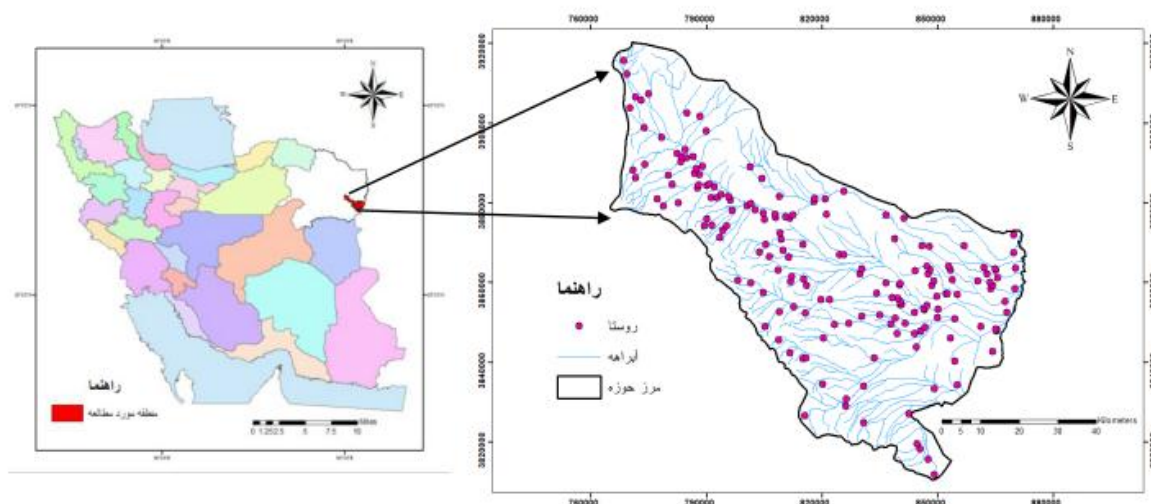 N
W
E
S
راهنما
منطقه مورد مطالعه
0 1.25 2.5 5 7.5 10
Miles
760000 790000 820000 850000 880000
3920000
N
W
E
S
راهنما
روستا
آبراهه
مرز حوزه
0 5 10 20 30 40
Kilometers
3860000
3840000
3820000
760000 790000 820000 850000 880000